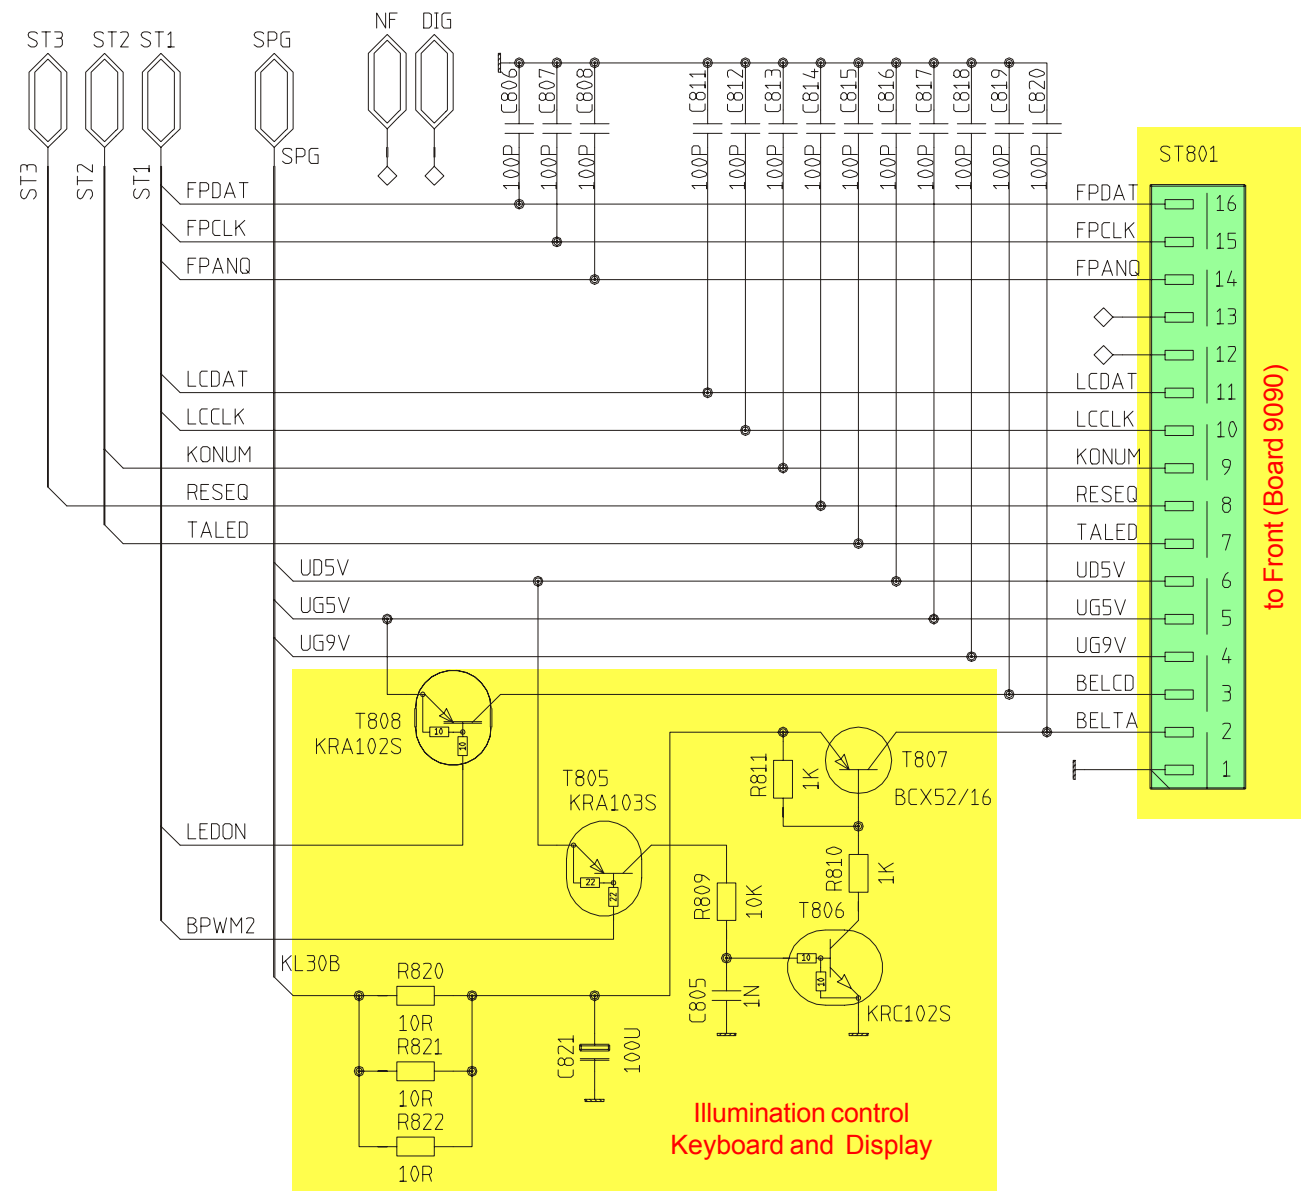 NF DIG
ST3 ST2 ST1 SPG
C806 C807 C808 C811 C812 C813 C814 C815 C816 C817 C818 C819 C820
100P 100P 100P 100P 100P 100P 100P 100P 100P 100P 100P 100P 100P
ST3 ST2 ST1 SPG
ST801
FPDAT FPDAT 16
FPCLK FPCLK 15
FPANQ FPANQ 14
13
12
LCDAT LCDAT 11
LCCLK LCCLK 10
KONUM KONUM 9
RESEQ RESEQ 8
TALED TALED 7
UD5V UD5V 6
UG5V UG5V 5
UG9V UG9V 4
BELCD 3
BELTA 2
1
to Front (Board 9090)
T808
KRA102S
10
10
T805
KRA103S
22
22
R811
1K
T807
BCX52/16
LEDON
R810
1K
R809
10K
T806
10
10
KRC102S
BPWM2
KL30B
C805
1N
R820
10R
R821
10R
R822
10R
C821
100U
Illumination control
Keyboard and Display